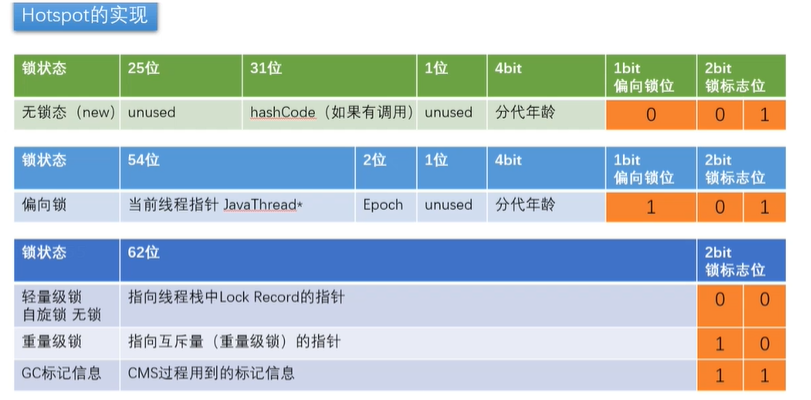 Hotspot的实现
锁状态 25位 31位 1位 4bit 1bit 2bit
偏向锁位 锁标志位
无锁态（new） unused hashCode（如果有调用） unused 分代年龄 0 0 1
锁状态 54位 2位 1位 4bit 1bit 2bit
偏向锁位 锁标志位
偏向锁 当前线程指针 JavaThread* Epoch unused 分代年龄 1 0 1
锁状态 62位 2bit
锁标志位
轻量级锁 指向线程栈中Lock Record的指针 0 0
自旋锁 无锁
重量级锁 指向互斥量（重量级锁）的指针 1 0
GC标记信息 CMS过程用到的标记信息 1 1